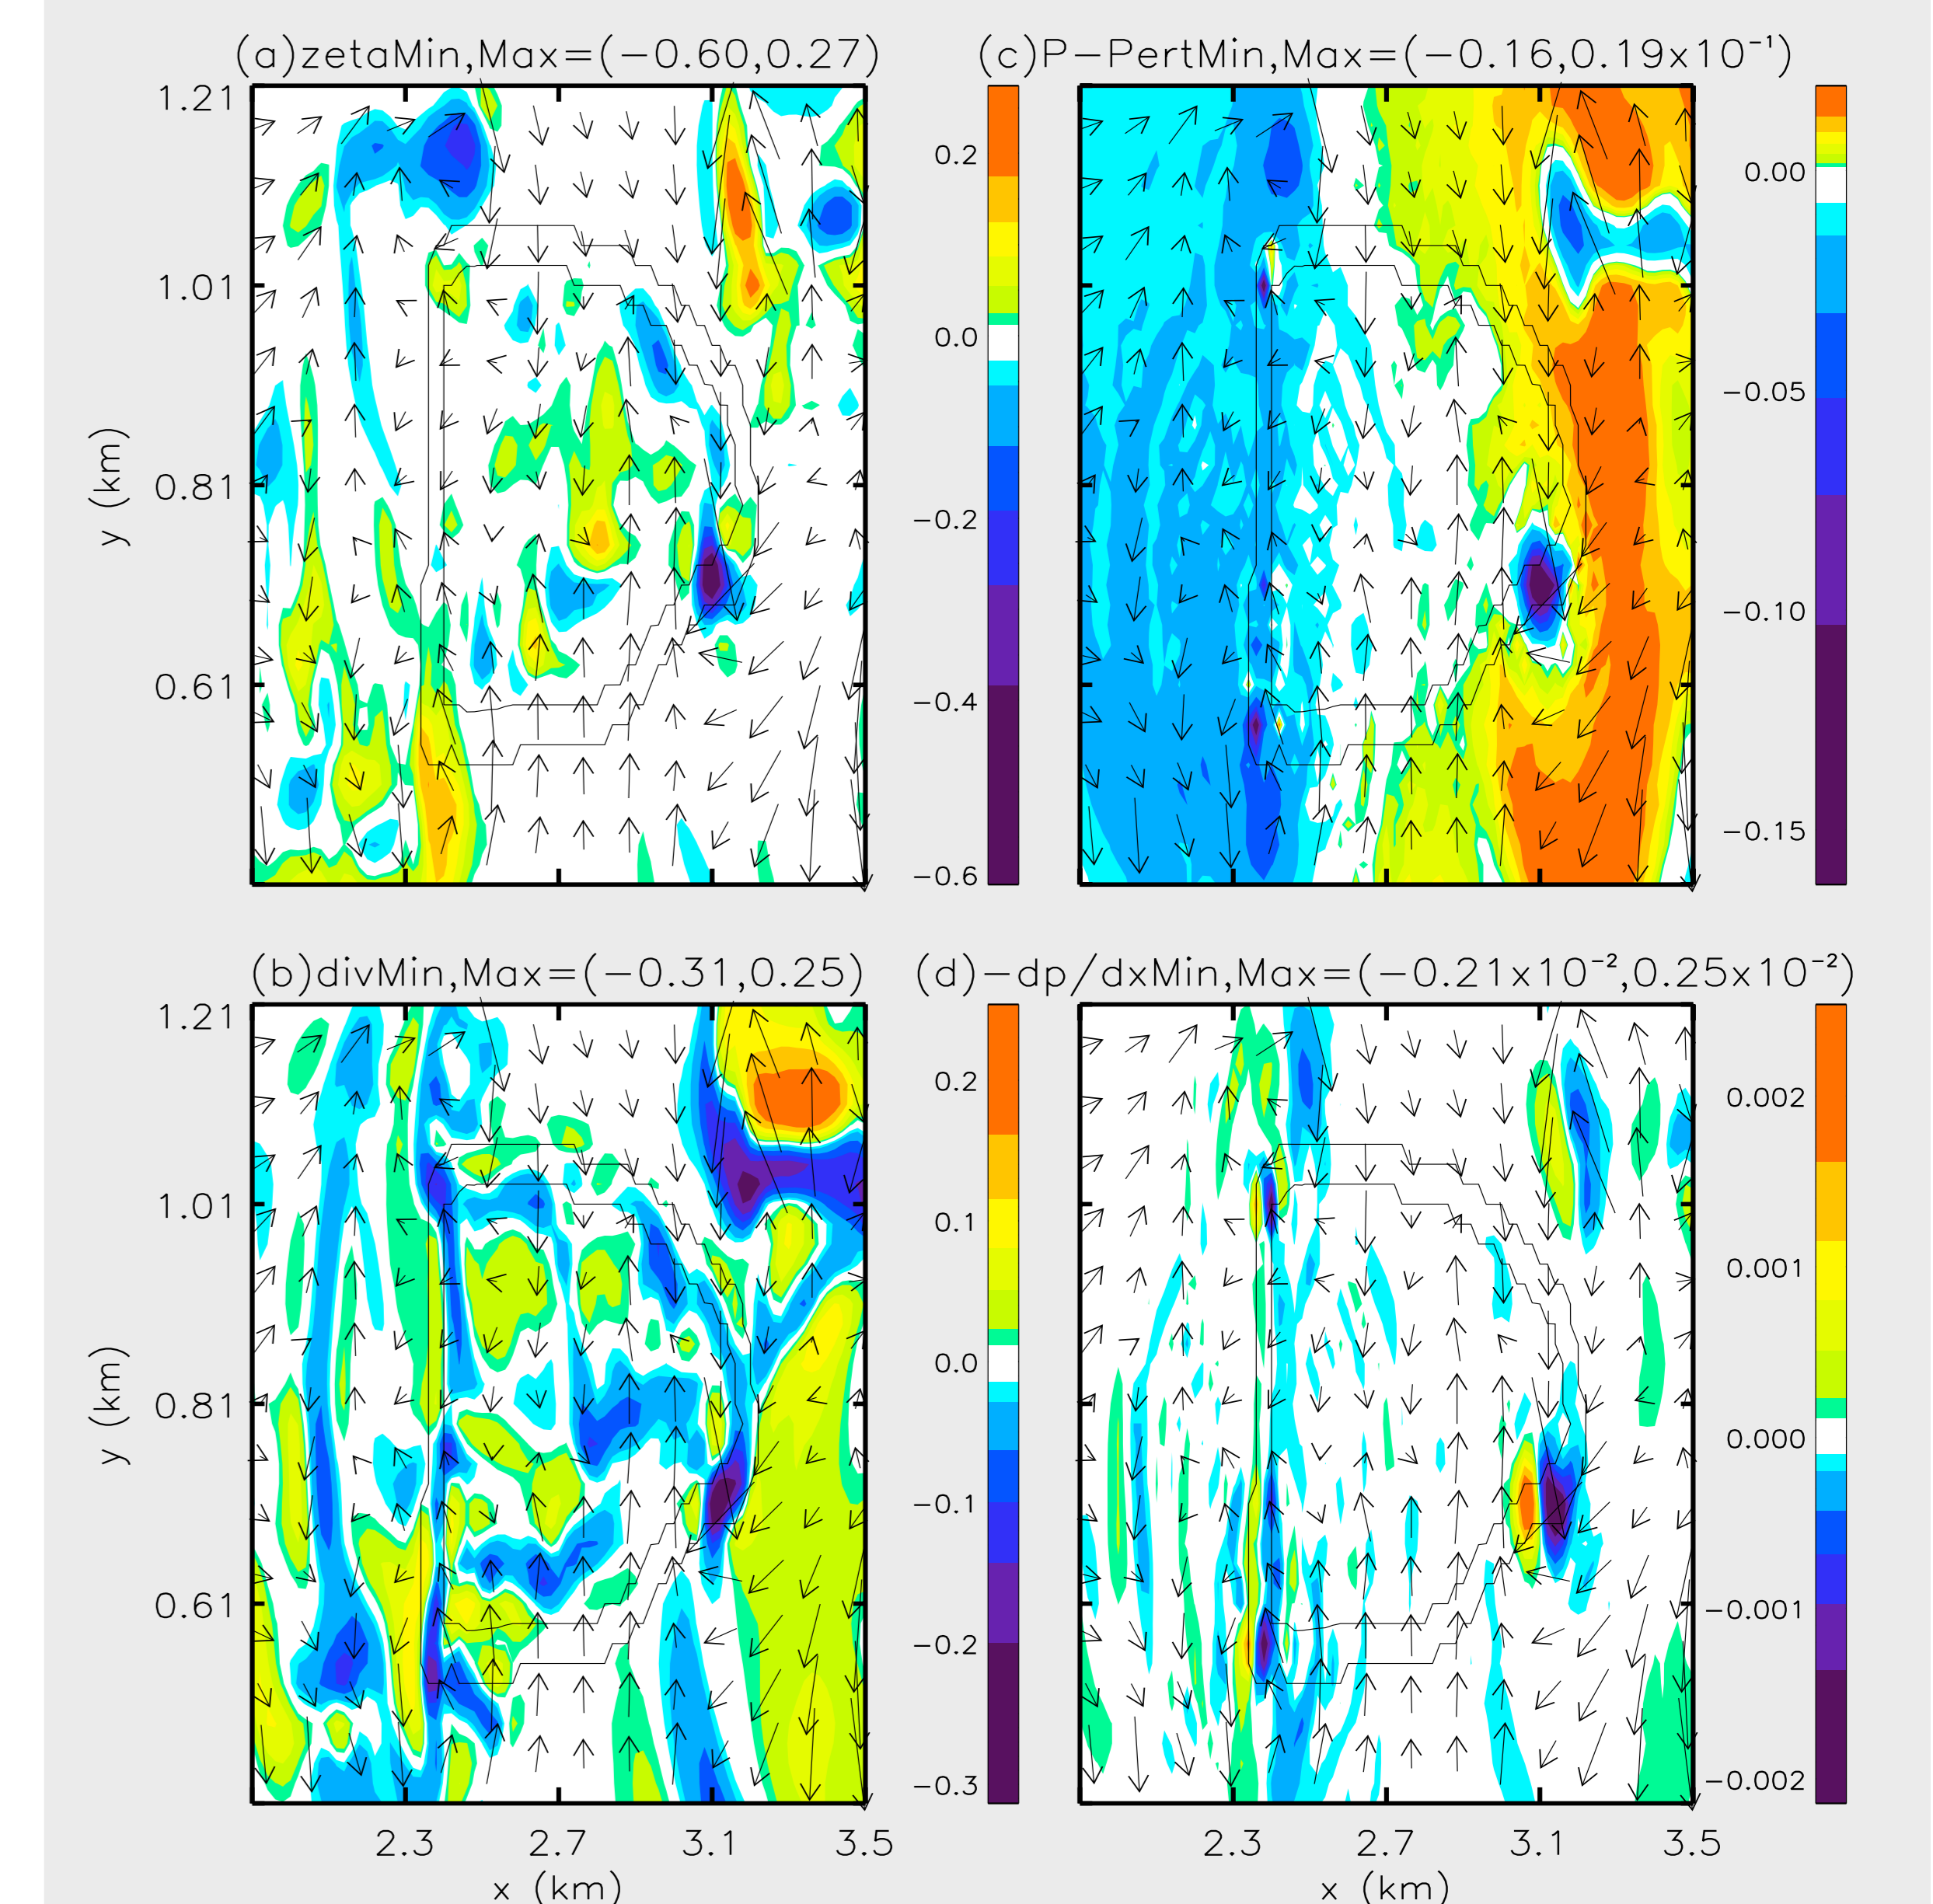 (a)zetaMin,Max=(−0.60,0.27)
(c)P−PertMin,Max=(−0.16,0.19x10⁻¹)
1.21
1.01
0.81
0.61
y (km)
0.2
0.0
−0.2
−0.4
−0.6
0.00
−0.05
−0.10
−0.15
(b)divMin,Max=(−0.31,0.25)
(d)−dp/dxMin,Max=(−0.21x10⁻²,0.25x10⁻²)
1.21
1.01
0.81
0.61
y (km)
0.2
0.1
0.0
−0.1
−0.2
−0.3
0.002
0.001
0.000
−0.001
−0.002
2.3 2.7 3.1 3.5
x (km)
2.3 2.7 3.1 3.5
x (km)